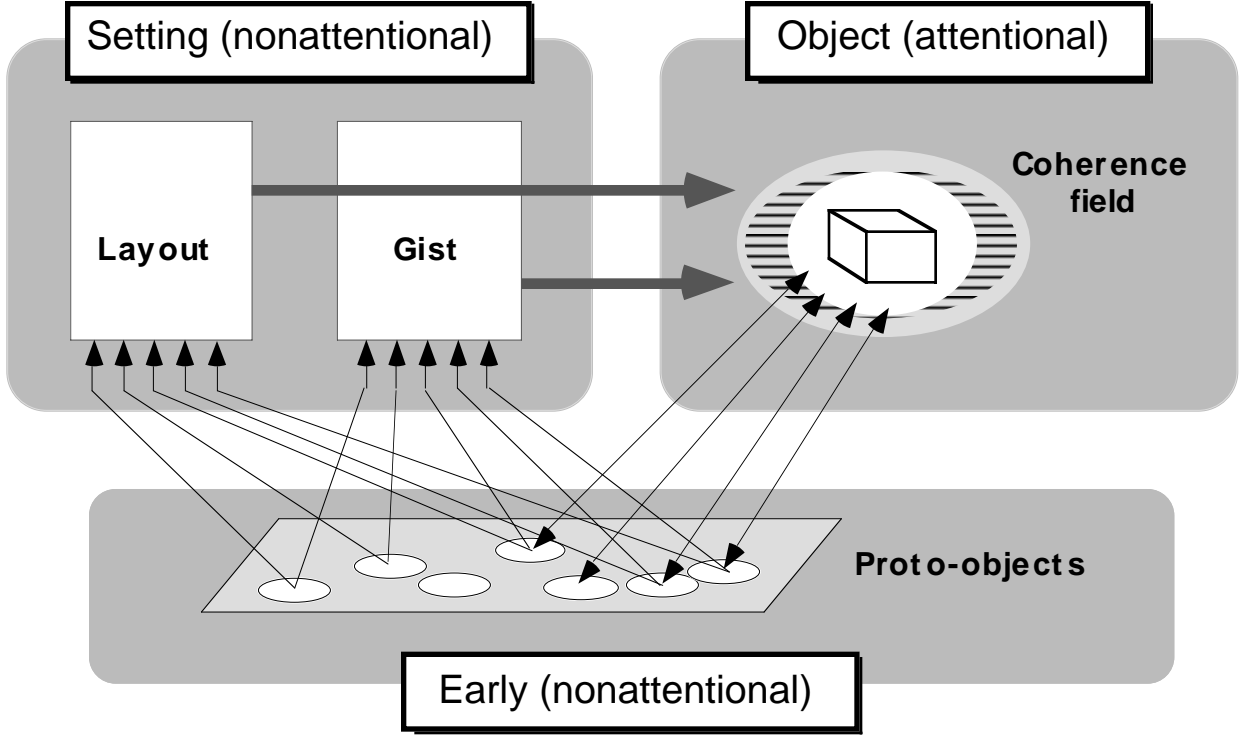 Setting (nonattentional)
Object (attentional)
Coherence
field
Layout
Gist
Proto-objects
Early (nonattentional)